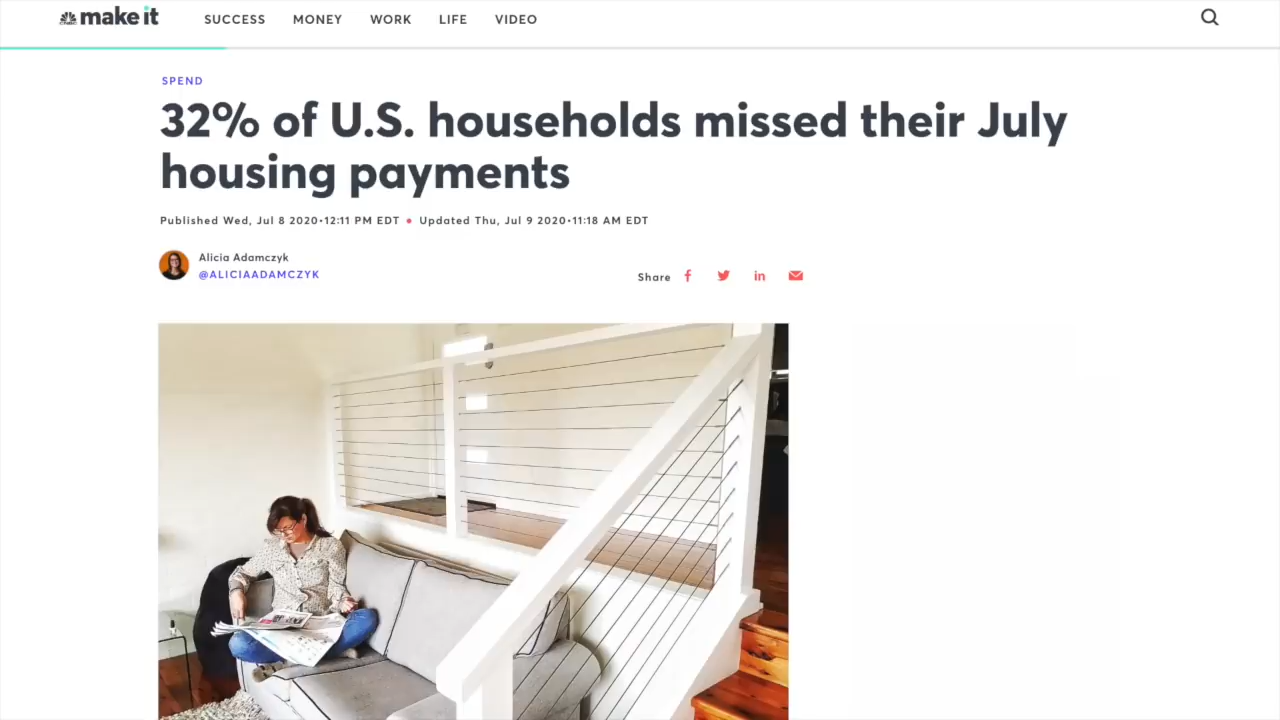 make it
SUCCESS MONEY WORK LIFE VIDEO
SPEND
32% of U.S. households missed their July
housing payments
Published Wed, Jul 8 2020•12:11 PM EDT • Updated Thu, Jul 9 2020•11:18 AM EDT
Alicia Adamczyk
@ALICIAADAMCZYK
Share